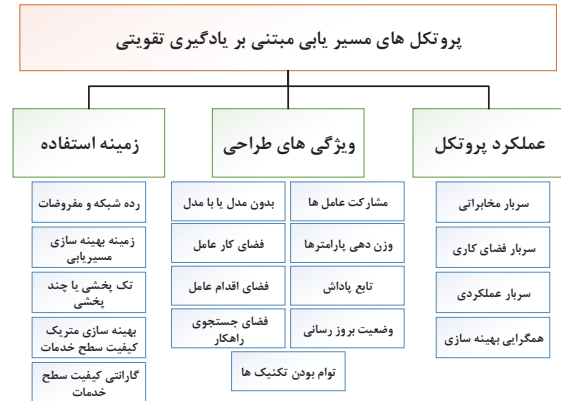 پروتکل های مسیر یابی مبتنی بر یادگیری تقویتی
عملکرد پروتکل
سربار مخابراتی
سربار فضای کاری
سربار عملکردی
همگرایی بهینه سازی
ویژگی های طراحی
مشارکت عامل ها
بدون مدل یا با مدل
وزن دهی پارامترها
فضای کار عامل
تابع پاداش
فضای اقدام عامل
وضعیت بروز رسانی
فضای جستجوی
راهکار
توام بودن تکنیک ها
زمینه استفاده
رده شبکه و مفروضات
زمینه بهینه سازی
مسیریابی
تک پخشی یا چند
پخشی
بهینه سازی متریک
کیفیت سطح خدمات
گارانتی کیفیت سطح
خدمات